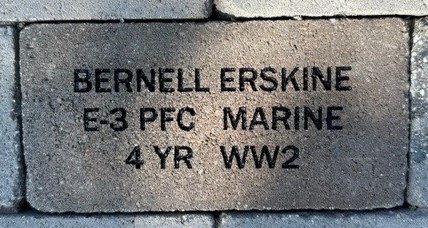 BERNELL ERSKINE
E-3 PFC MARINE
4 YR WW2